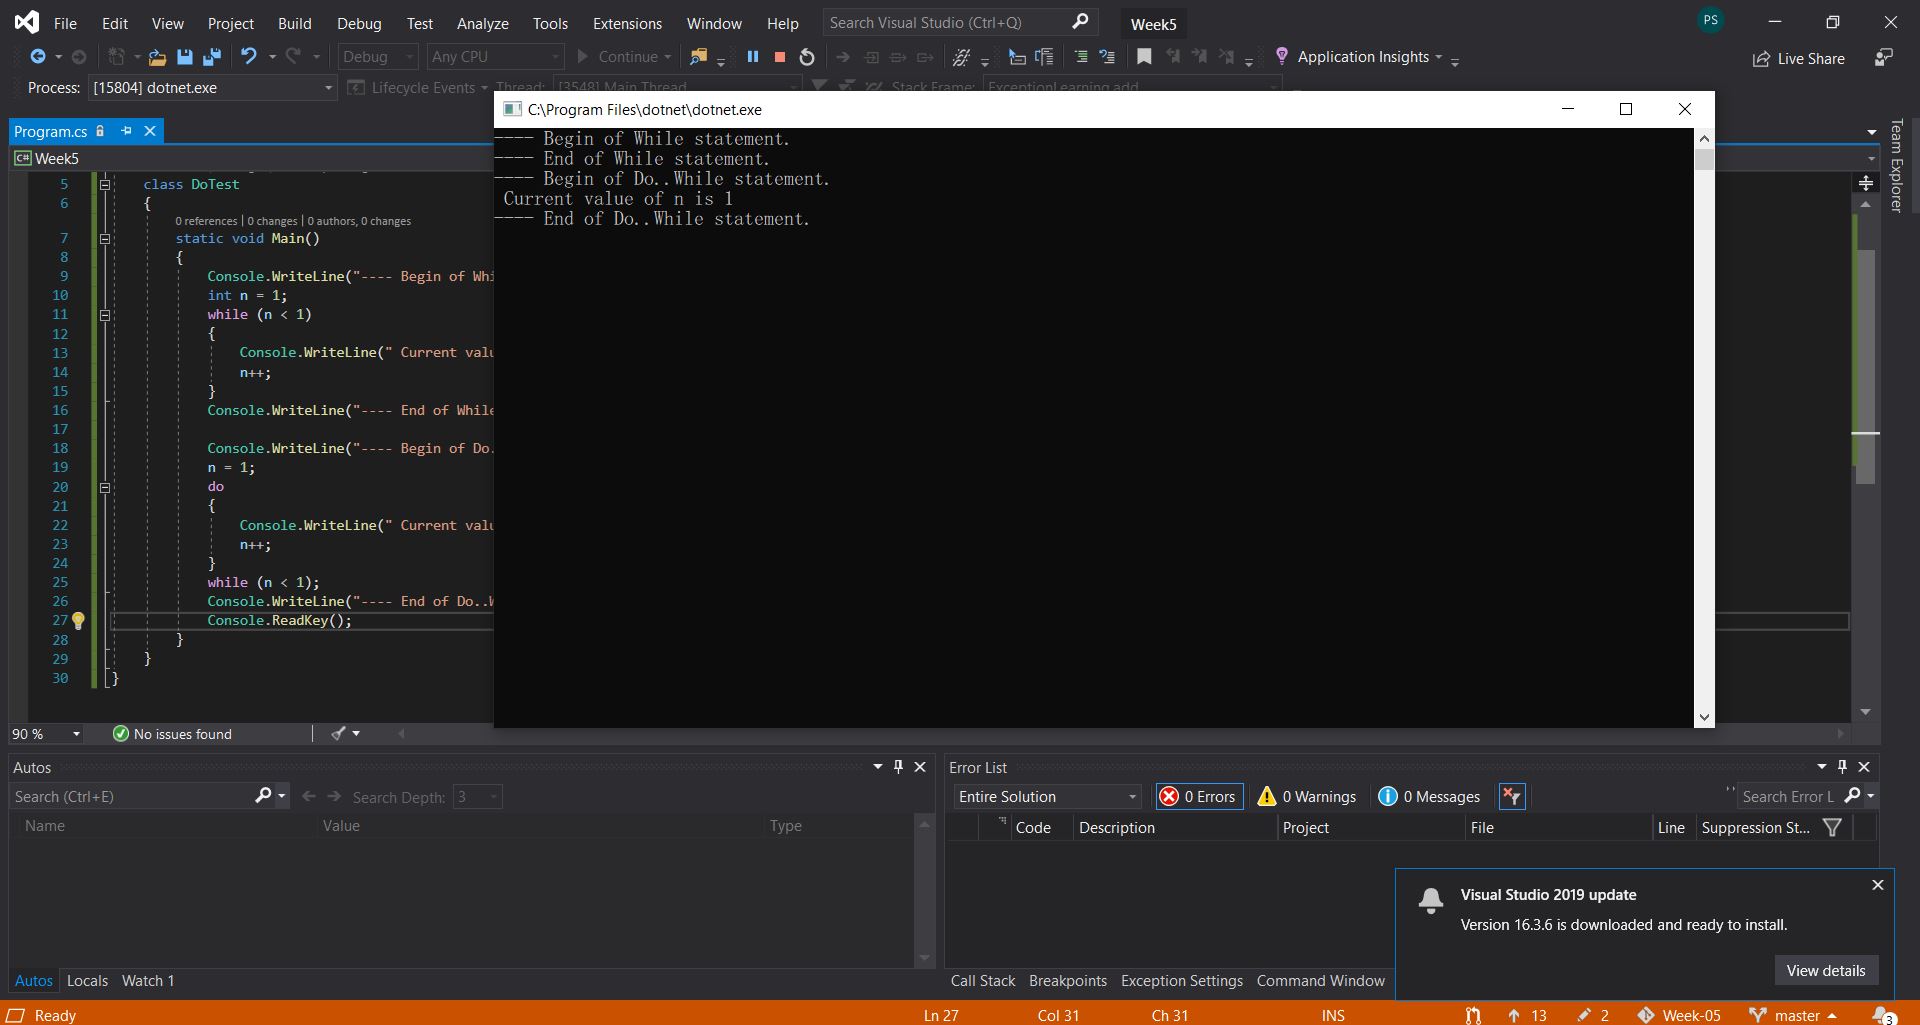 File Edit View Project Build Debug Test Analyze Tools Extensions Window Help Search Visual Studio (Ctrl+Q) Week5 PS
Debug Any CPU Continue Application Insights Live Share
Process: [15804] dotnet.exe Lifecycle Events Thread: [3548] Main Thread Stack Frame: ExceptionLearning.add
C:\Program Files\dotnet\dotnet.exe
Program.cs
C# Week5
Team Explorer
---- Begin of While statement.
---- End of While statement.
---- Begin of Do..While statement.
Current value of n is 1
---- End of Do..While statement.
5 class DoTest
6 {
0 references | 0 changes | 0 authors, 0 changes
7 static void Main()
8 {
9 Console.WriteLine("---- Begin of Whi
10 int n = 1;
11 while (n < 1)
12 {
13 Console.WriteLine(" Current valu
14 n++;
15 }
16 Console.WriteLine("---- End of While
17
18 Console.WriteLine("---- Begin of Do.
19 n = 1;
20 do
21 {
22 Console.WriteLine(" Current valu
23 n++;
24 }
25 while (n < 1);
26 Console.WriteLine("---- End of Do..W
27 Console.ReadKey();
28 }
29 }
30 }
90 % No issues found
Autos
Search (Ctrl+E) Search Depth: 3
Name Value Type
Autos Locals Watch 1
Error List
Entire Solution 0 Errors 0 Warnings 0 Messages Search Error L
Code Description Project File Line Suppression St...
Call Stack Breakpoints Exception Settings Command Window
Visual Studio 2019 update
Version 16.3.6 is downloaded and ready to install.
View details
Ready Ln 27 Col 31 Ch 31 INS 13 2 Week-05 master 3